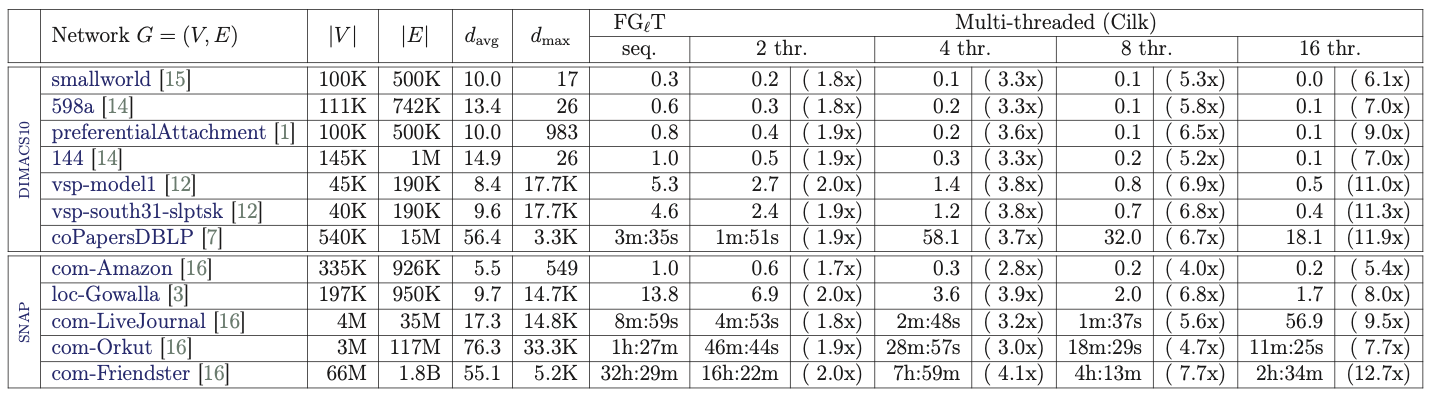 Network G = (V, E) |V| |E| d_avg d_max FGℓT Multi-threaded (Cilk)
seq. 2 thr. 4 thr. 8 thr. 16 thr.
DIMACS10
smallworld [15] 100K 500K 10.0 17 0.3 0.2 ( 1.8x) 0.1 ( 3.3x) 0.1 ( 5.3x) 0.0 ( 6.1x)
598a [14] 111K 742K 13.4 26 0.6 0.3 ( 1.8x) 0.2 ( 3.3x) 0.1 ( 5.8x) 0.1 ( 7.0x)
preferentialAttachment [1] 100K 500K 10.0 983 0.8 0.4 ( 1.9x) 0.2 ( 3.6x) 0.1 ( 6.5x) 0.1 ( 9.0x)
144 [14] 145K 1M 14.9 26 1.0 0.5 ( 1.9x) 0.3 ( 3.3x) 0.2 ( 5.2x) 0.1 ( 7.0x)
vsp-model1 [12] 45K 190K 8.4 17.7K 5.3 2.7 ( 2.0x) 1.4 ( 3.8x) 0.8 ( 6.9x) 0.5 (11.0x)
vsp-south31-slptsk [12] 40K 190K 9.6 17.7K 4.6 2.4 ( 1.9x) 1.2 ( 3.8x) 0.7 ( 6.8x) 0.4 (11.3x)
coPapersDBLP [7] 540K 15M 56.4 3.3K 3m:35s 1m:51s ( 1.9x) 58.1 ( 3.7x) 32.0 ( 6.7x) 18.1 (11.9x)
SNAP
com-Amazon [16] 335K 926K 5.5 549 1.0 0.6 ( 1.7x) 0.3 ( 2.8x) 0.2 ( 4.0x) 0.2 ( 5.4x)
loc-Gowalla [3] 197K 950K 9.7 14.7K 13.8 6.9 ( 2.0x) 3.6 ( 3.9x) 2.0 ( 6.8x) 1.7 ( 8.0x)
com-LiveJournal [16] 4M 35M 17.3 14.8K 8m:59s 4m:53s ( 1.8x) 2m:48s ( 3.2x) 1m:37s ( 5.6x) 56.9 ( 9.5x)
com-Orkut [16] 3M 117M 76.3 33.3K 1h:27m 46m:44s ( 1.9x) 28m:57s ( 3.0x) 18m:29s ( 4.7x) 11m:25s ( 7.7x)
com-Friendster [16] 66M 1.8B 55.1 5.2K 32h:29m 16h:22m ( 2.0x) 7h:59m ( 4.1x) 4h:13m ( 7.7x) 2h:34m (12.7x)